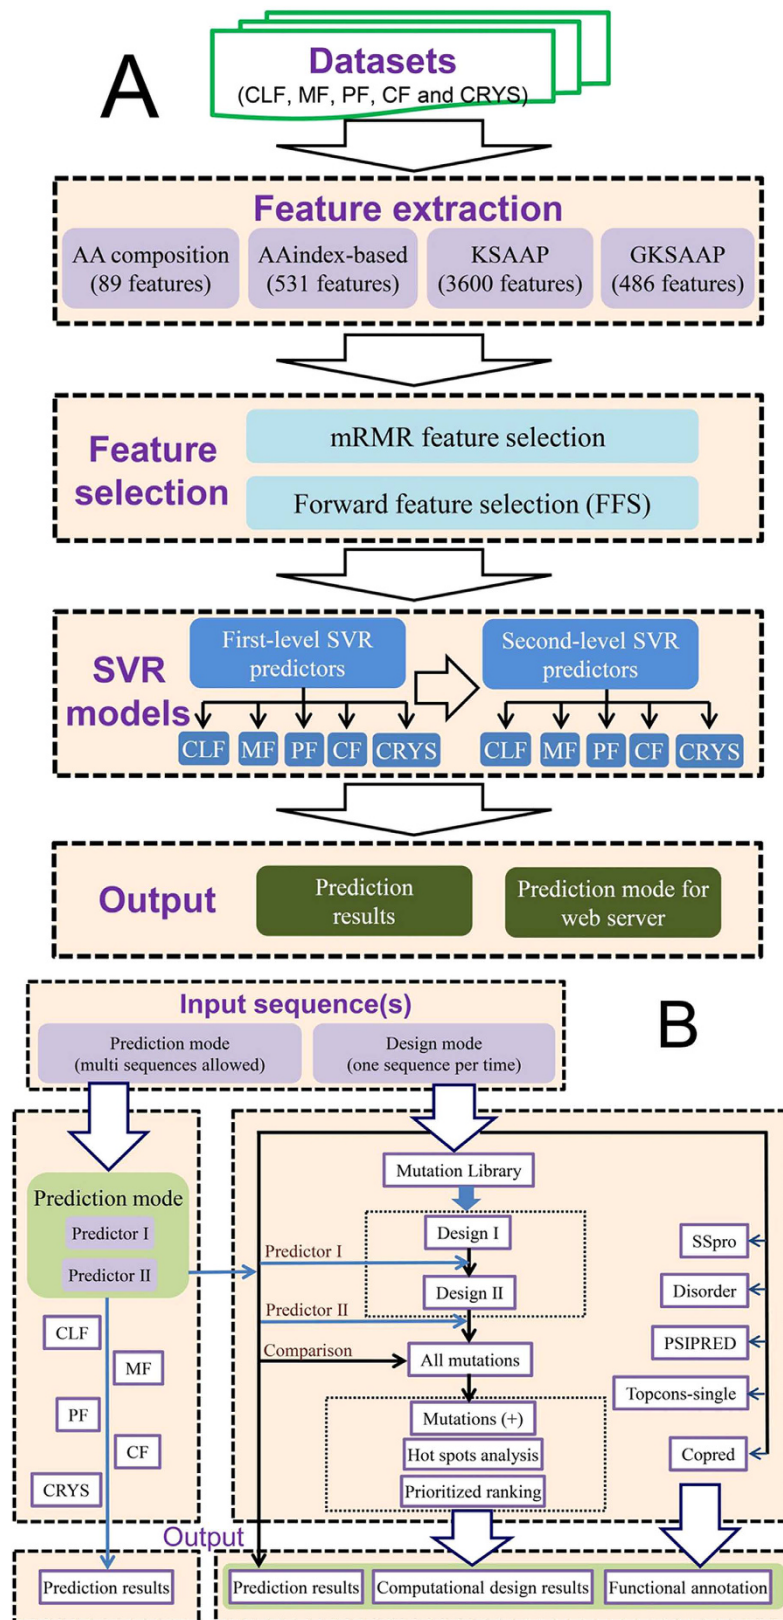 A
Datasets
(CLF, MF, PF, CF and CRYS)
Feature extraction
AA composition
(89 features)
AAindex-based
(531 features)
KSAAP
(3600 features)
GKSAAP
(486 features)
Feature
selection
mRMR feature selection
Forward feature selection (FFS)
SVR
models
First-level SVR
predictors
CLF
MF
PF
CF
CRYS
Second-level SVR
predictors
CLF
MF
PF
CF
CRYS
Output
Prediction
results
Prediction mode for
web server
B
Input sequence(s)
Prediction mode
(multi sequences allowed)
Design mode
(one sequence per time)
Prediction mode
Predictor I
Predictor II
CLF
MF
PF
CF
CRYS
Mutation Library
Design I
Predictor I
Design II
Predictor II
Comparison
All mutations
Mutations (+)
Hot spots analysis
Prioritized ranking
SSpro
Disorder
PSIPRED
Topcons-single
Copred
Output
Prediction results
Prediction results
Computational design results
Functional annotation